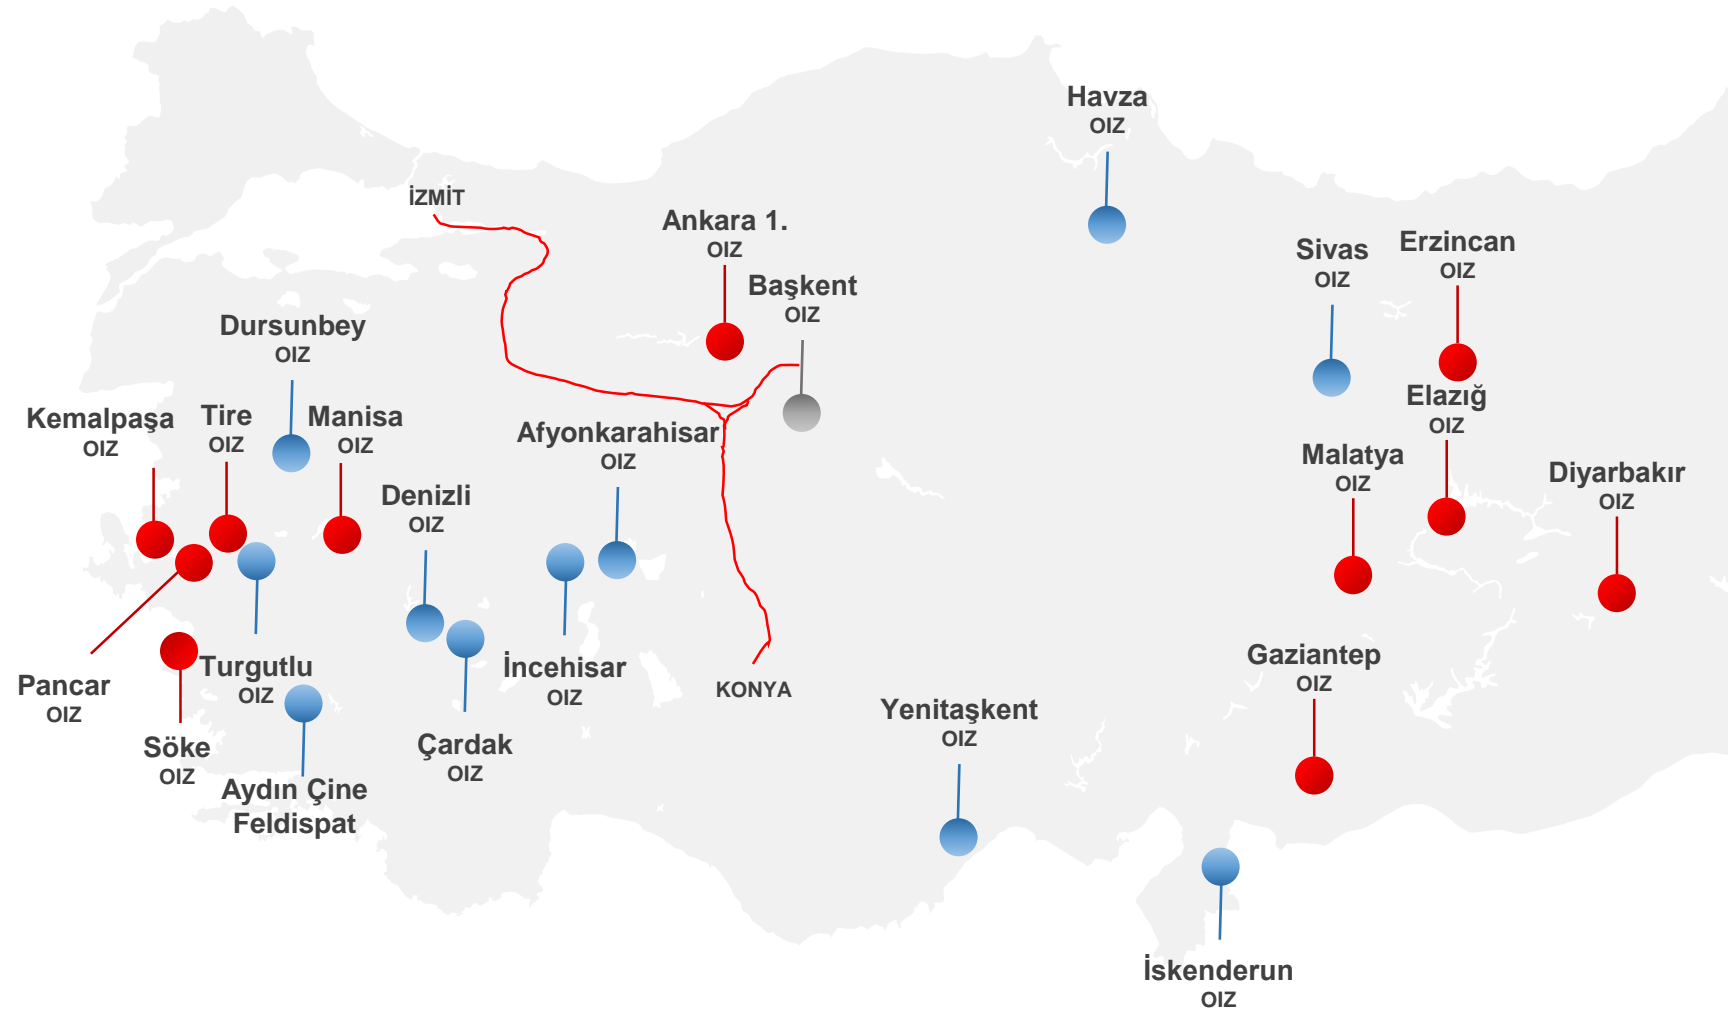 Havza
OIZ
İZMİT
Ankara 1.
OIZ
Sivas
OIZ
Erzincan
OIZ
Başkent
OIZ
Dursunbey
OIZ
Kemalpaşa
OIZ
Tire
OIZ
Manisa
OIZ
Afyonkarahisar
OIZ
Elazığ
OIZ
Malatya
OIZ
Diyarbakır
OIZ
Denizli
OIZ
Pancar
OIZ
Turgutlu
OIZ
İncehisar
OIZ
KONYA
Gaziantep
OIZ
Yenitaşkent
OIZ
Söke
OIZ
Çardak
OIZ
Aydın Çine
Feldispat
İskenderun
OIZ